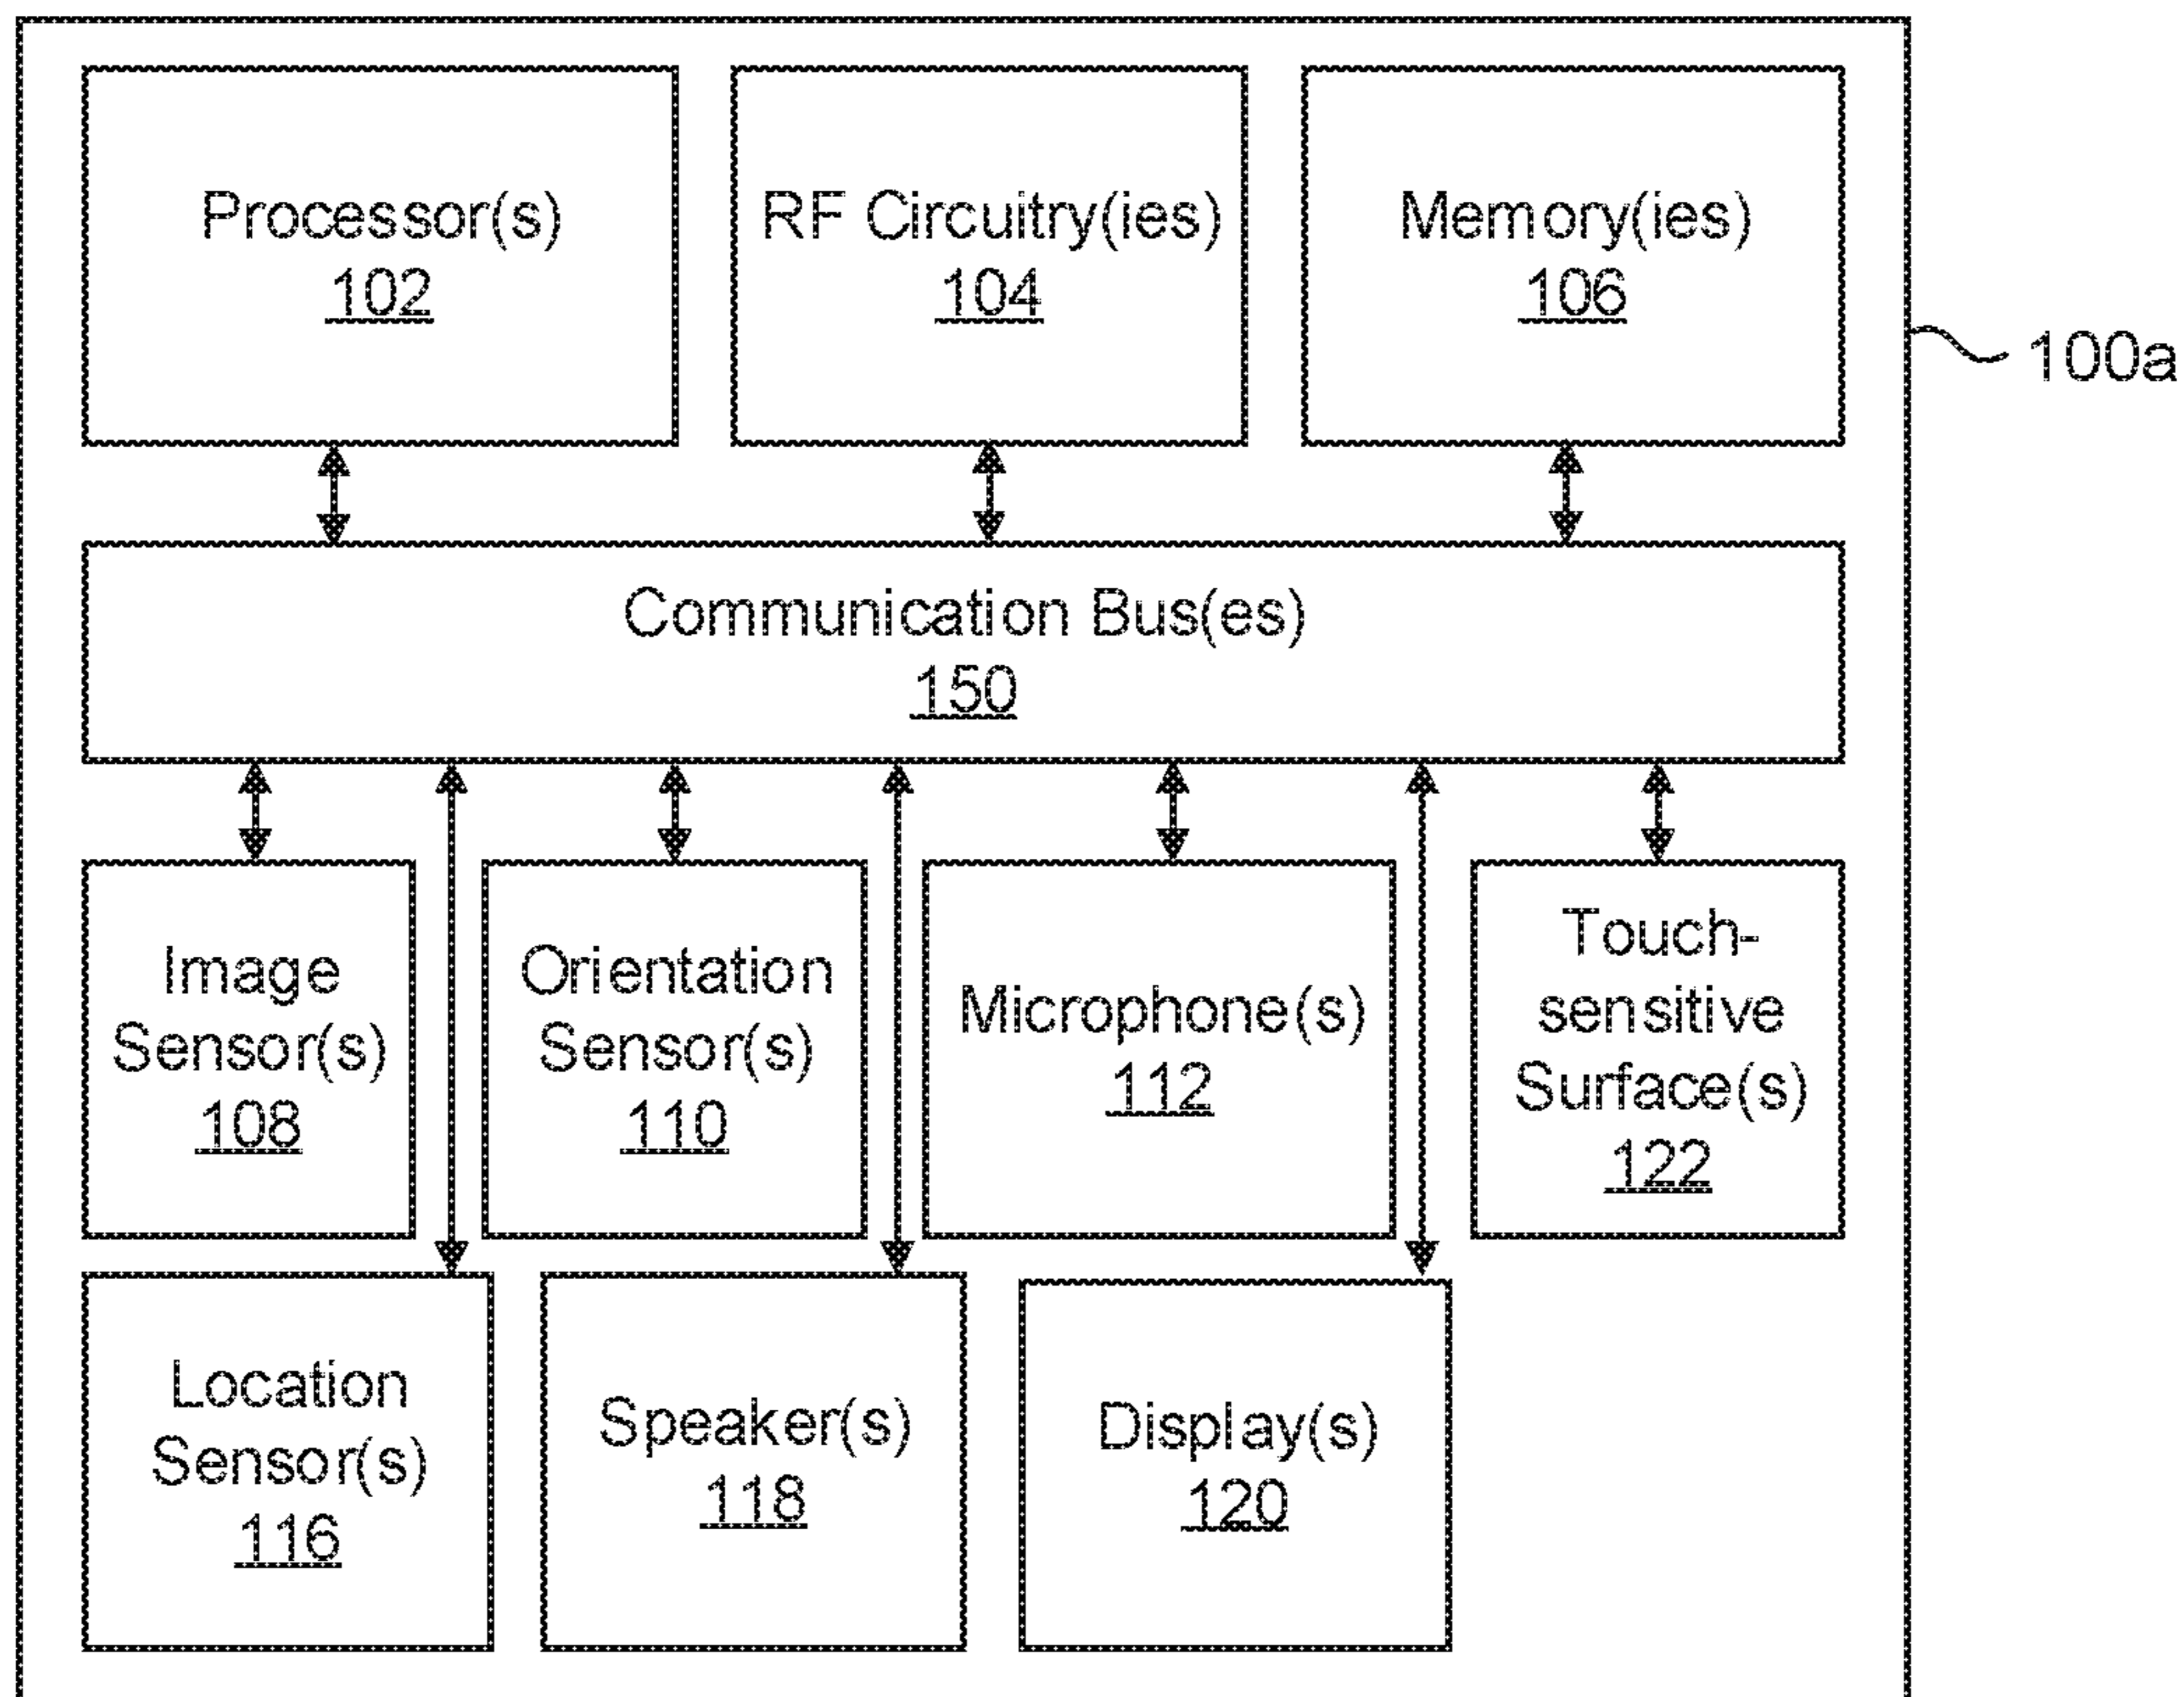 Processor(s)
102
RF Circuitry(ies)
104
Memory(ies)
106
100a
Communication Bus(es)
150
Image
Sensor(s)
108
Orientation
Sensor(s)
110
Microphone(s)
112
Touch-
sensitive
Surface(s)
122
Location
Sensor(s)
116
Speaker(s)
118
Display(s)
120